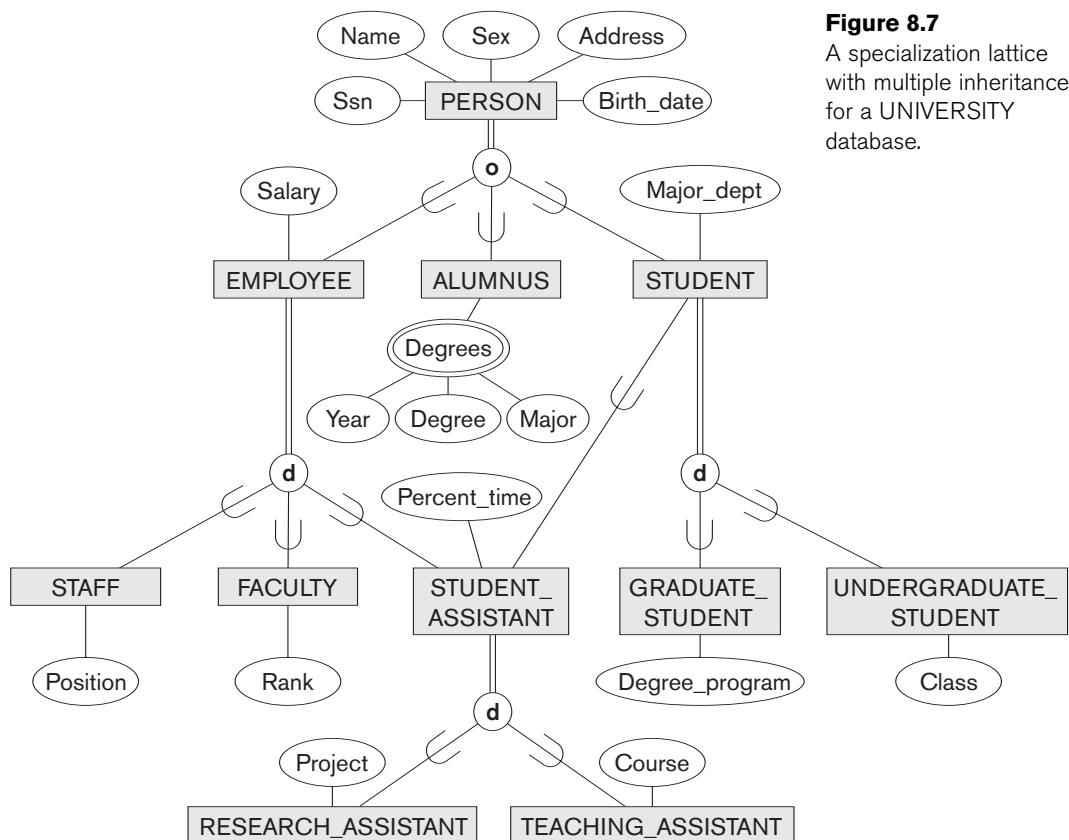 Figure 8.7
A specialization lattice
with multiple inheritance
for a UNIVERSITY
database.
Name
Sex
Address
Ssn
PERSON
Birth_date
o
Salary
Major_dept
EMPLOYEE
ALUMNUS
STUDENT
Degrees
Year
Degree
Major
d
d
Percent_time
STAFF
FACULTY
STUDENT_
ASSISTANT
GRADUATE_
STUDENT
UNDERGRADUATE_
STUDENT
Position
Rank
Degree_program
Class
d
Project
Course
RESEARCH_ASSISTANT
TEACHING_ASSISTANT